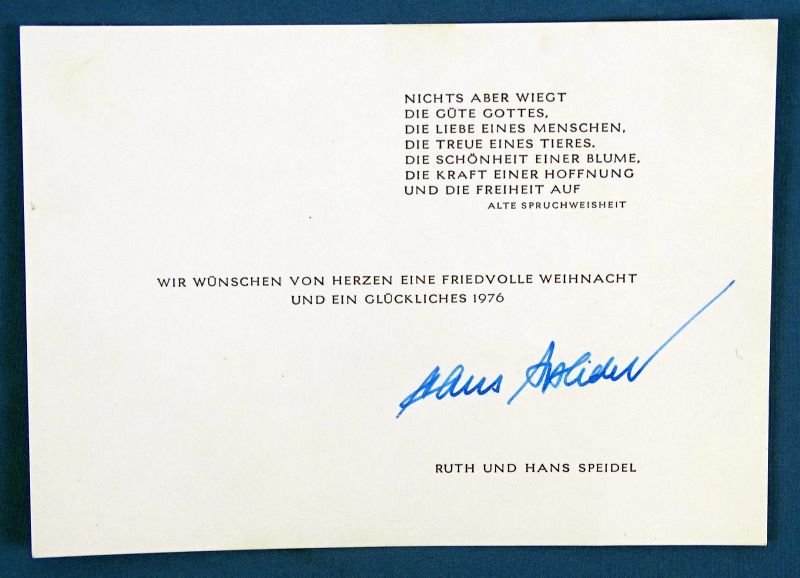 NICHTS ABER WIEGT
DIE GÜTE GOTTES,
DIE LIEBE EINES MENSCHEN,
DIE TREUE EINES TIERES.
DIE SCHÖNHEIT EINER BLUME,
DIE KRAFT EINER HOFFNUNG
UND DIE FREIHEIT AUF
ALTE SPRUCHWEISHEIT
WIR WÜNSCHEN VON HERZEN EINE FRIEDVOLLE WEIHNACHT
UND EIN GLÜCKLICHES 1976
Hans Speidel
RUTH UND HANS SPEIDEL